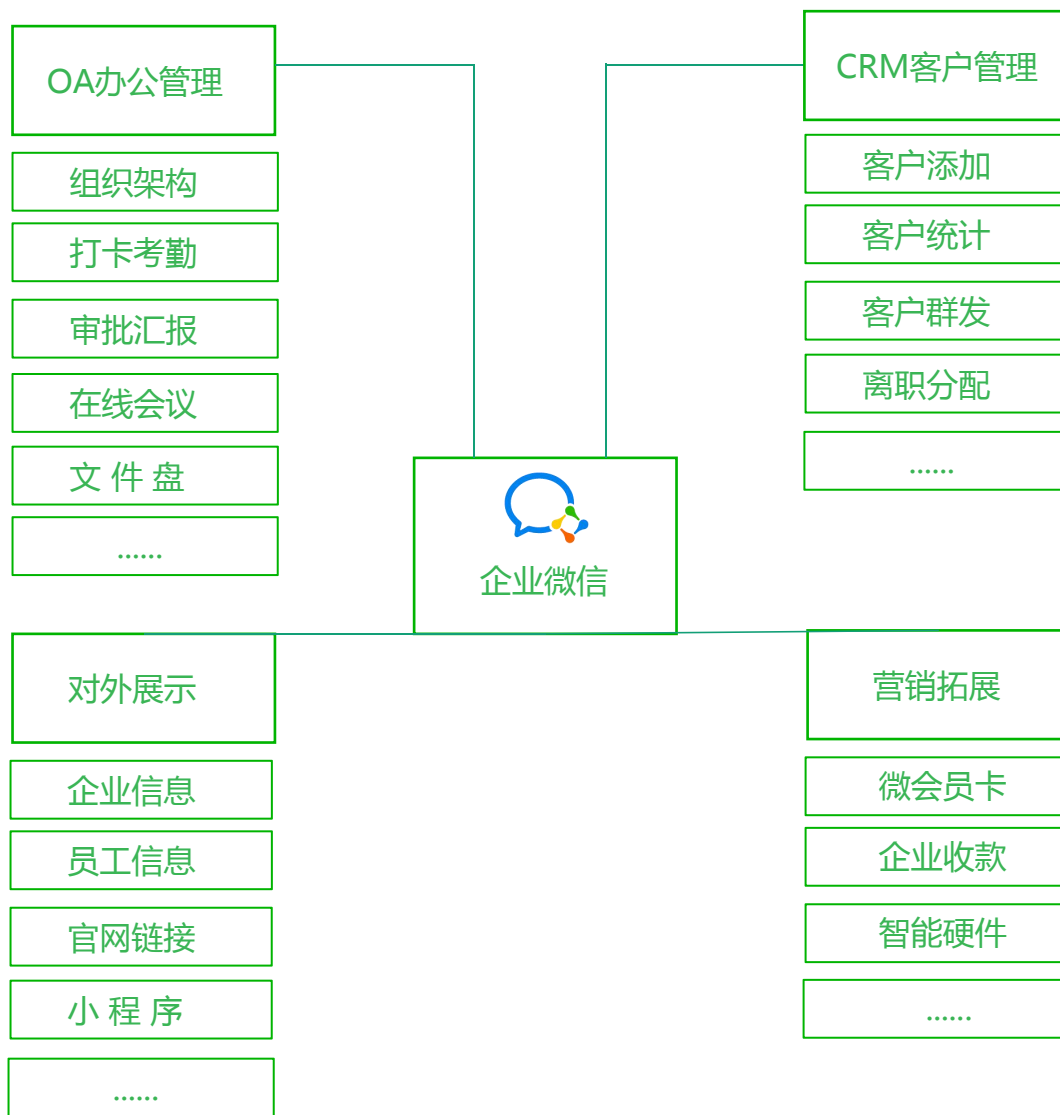 OA办公管理
组织架构
打卡考勤
审批汇报
在线会议
文 件 盘
......
CRM客户管理
客户添加
客户统计
客户群发
离职分配
......
企业微信
对外展示
企业信息
员工信息
官网链接
小 程 序
......
营销拓展
微会员卡
企业收款
智能硬件
......